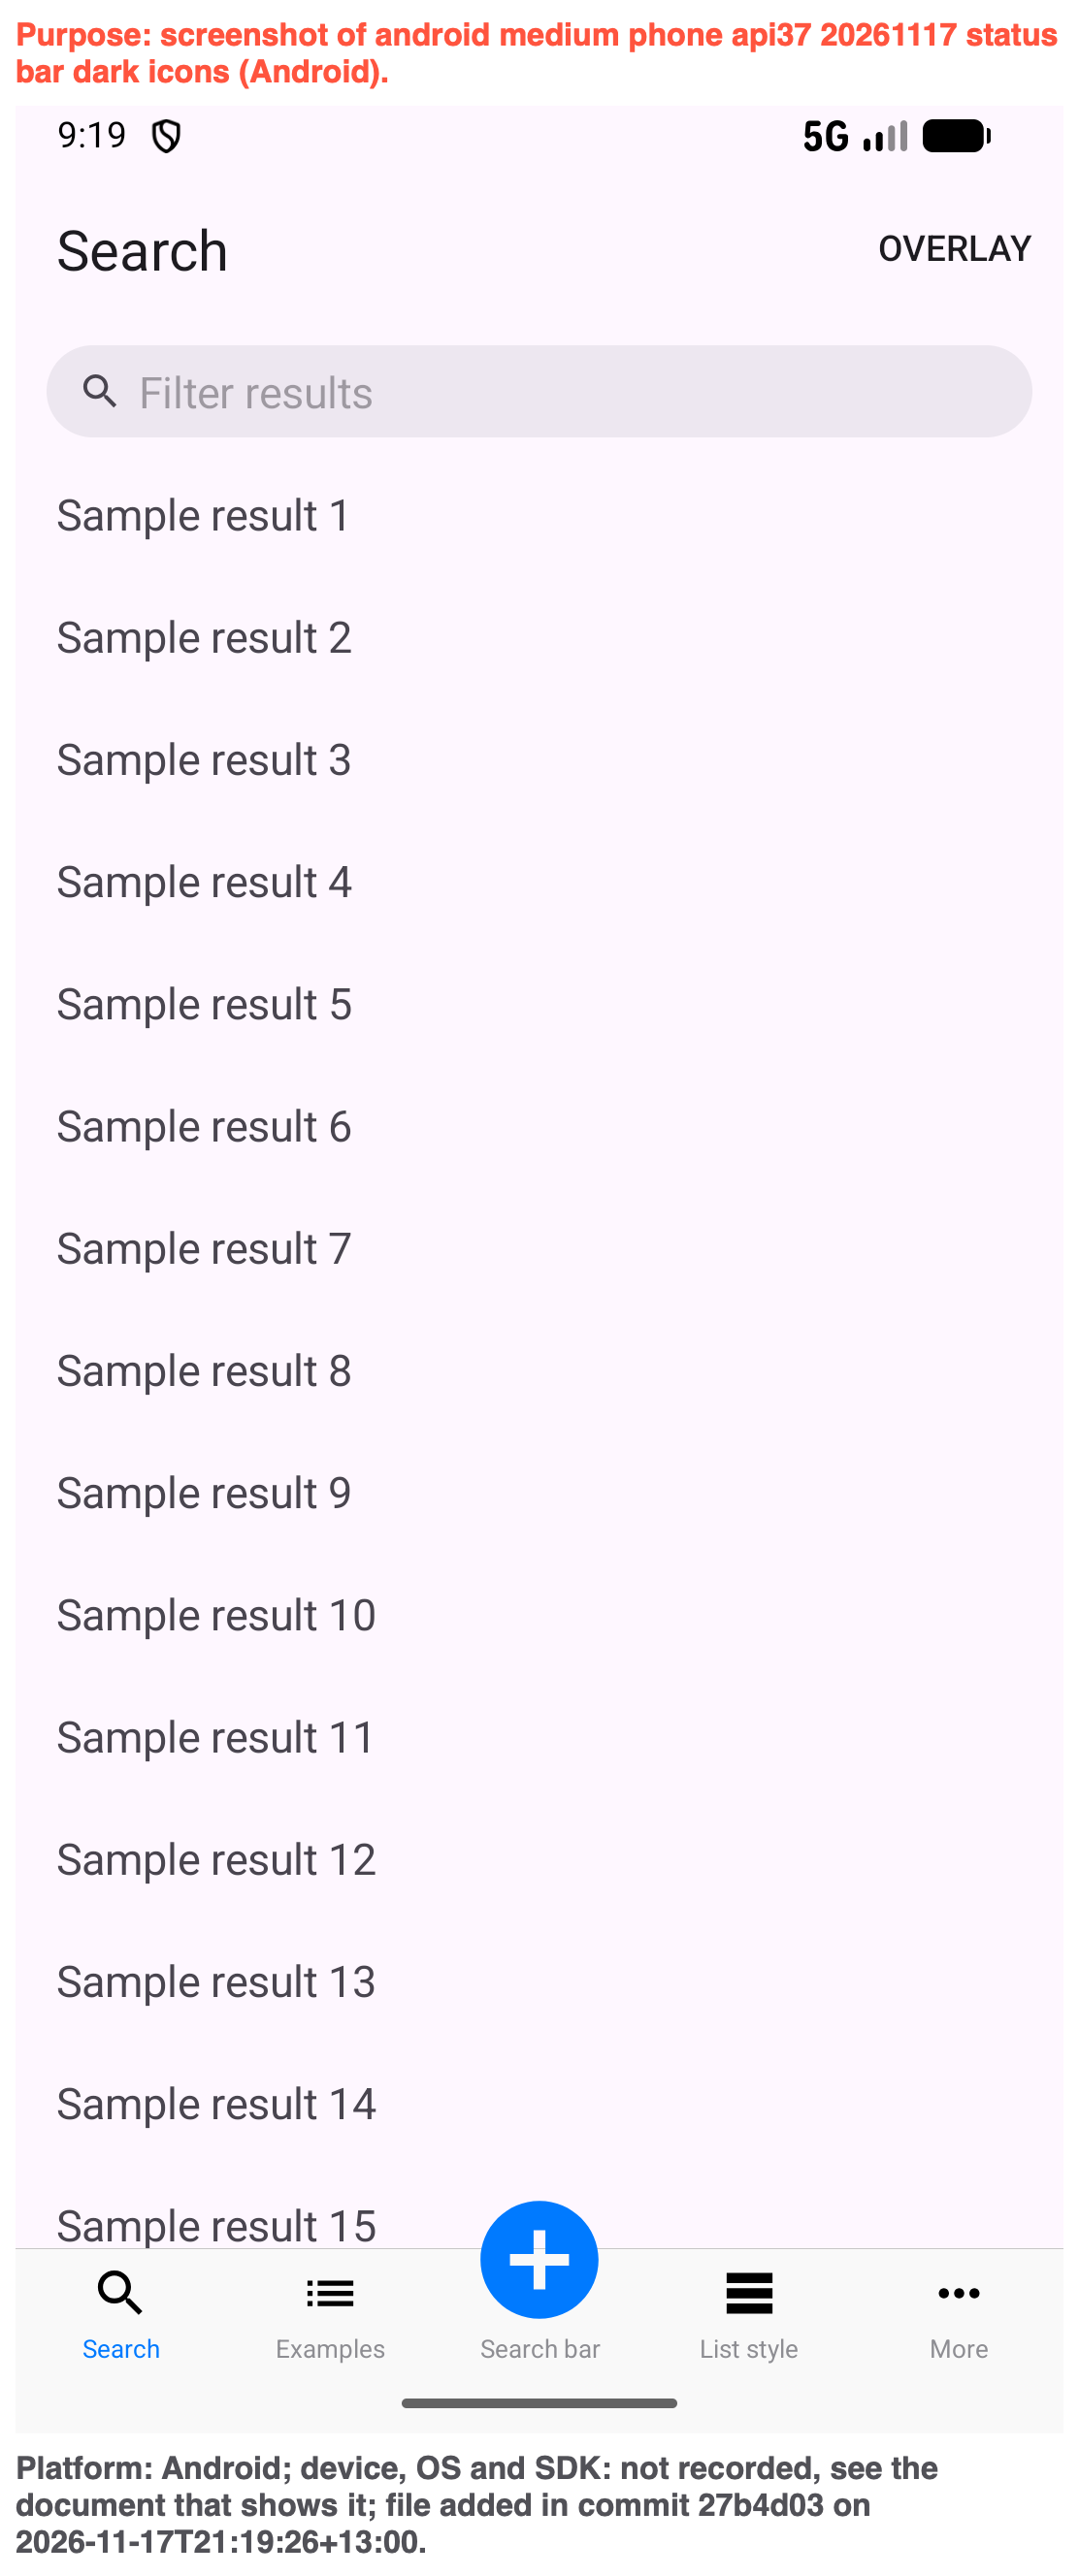 Purpose: screenshot of android medium phone api37 20261117 status
bar dark icons (Android).
9:19 5G
Search OVERLAY
Filter results
Sample result 1
Sample result 2
Sample result 3
Sample result 4
Sample result 5
Sample result 6
Sample result 7
Sample result 8
Sample result 9
Sample result 10
Sample result 11
Sample result 12
Sample result 13
Sample result 14
Sample result 15
Search Examples Search bar List style More
Platform: Android; device, OS and SDK: not recorded, see the
document that shows it; file added in commit 27b4d03 on
2026-11-17T21:19:26+13:00.